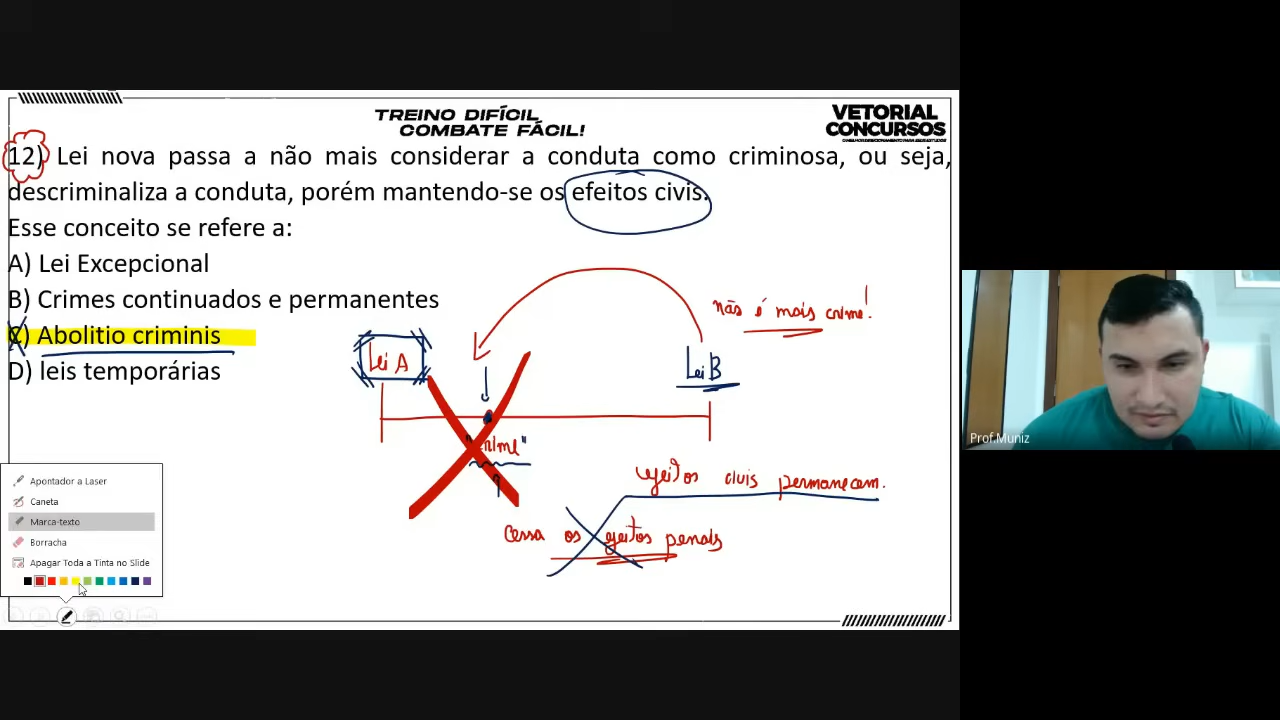 TREINO DIFÍCIL
COMBATE FÁCIL!
VETORIAL
CONCURSOS
12) Lei nova passa a não mais considerar a conduta como criminosa, ou seja,
descriminaliza a conduta, porém mantendo-se os efeitos civis.
Esse conceito se refere a:
A) Lei Excepcional
B) Crimes continuados e permanentes
C) Abolitio criminis
D) leis temporárias
não é mais crime!
Lei A
Lei B
"crime"
efeitos civis permanecem.
cessa os efeitos penais
Apontador a Laser
Caneta
Marca-texto
Borracha
Apagar Toda a Tinta no Slide
Prof.Muniz